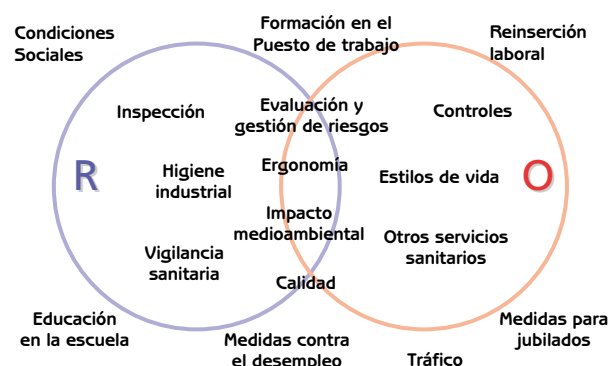 Condiciones
Sociales
Formación en el
Puesto de trabajo
Reinserción
laboral
Inspección
Evaluación y
gestión de riesgos
Controles
R
Higiene
industrial
Ergonomía
Estilos de vida
O
Impacto
medioambiental
Vigilancia
sanitaria
Otros servicios
sanitarios
Calidad
Educación
en la escuela
Medidas contra
el desempleo
Tráfico
Medidas para
jubilados